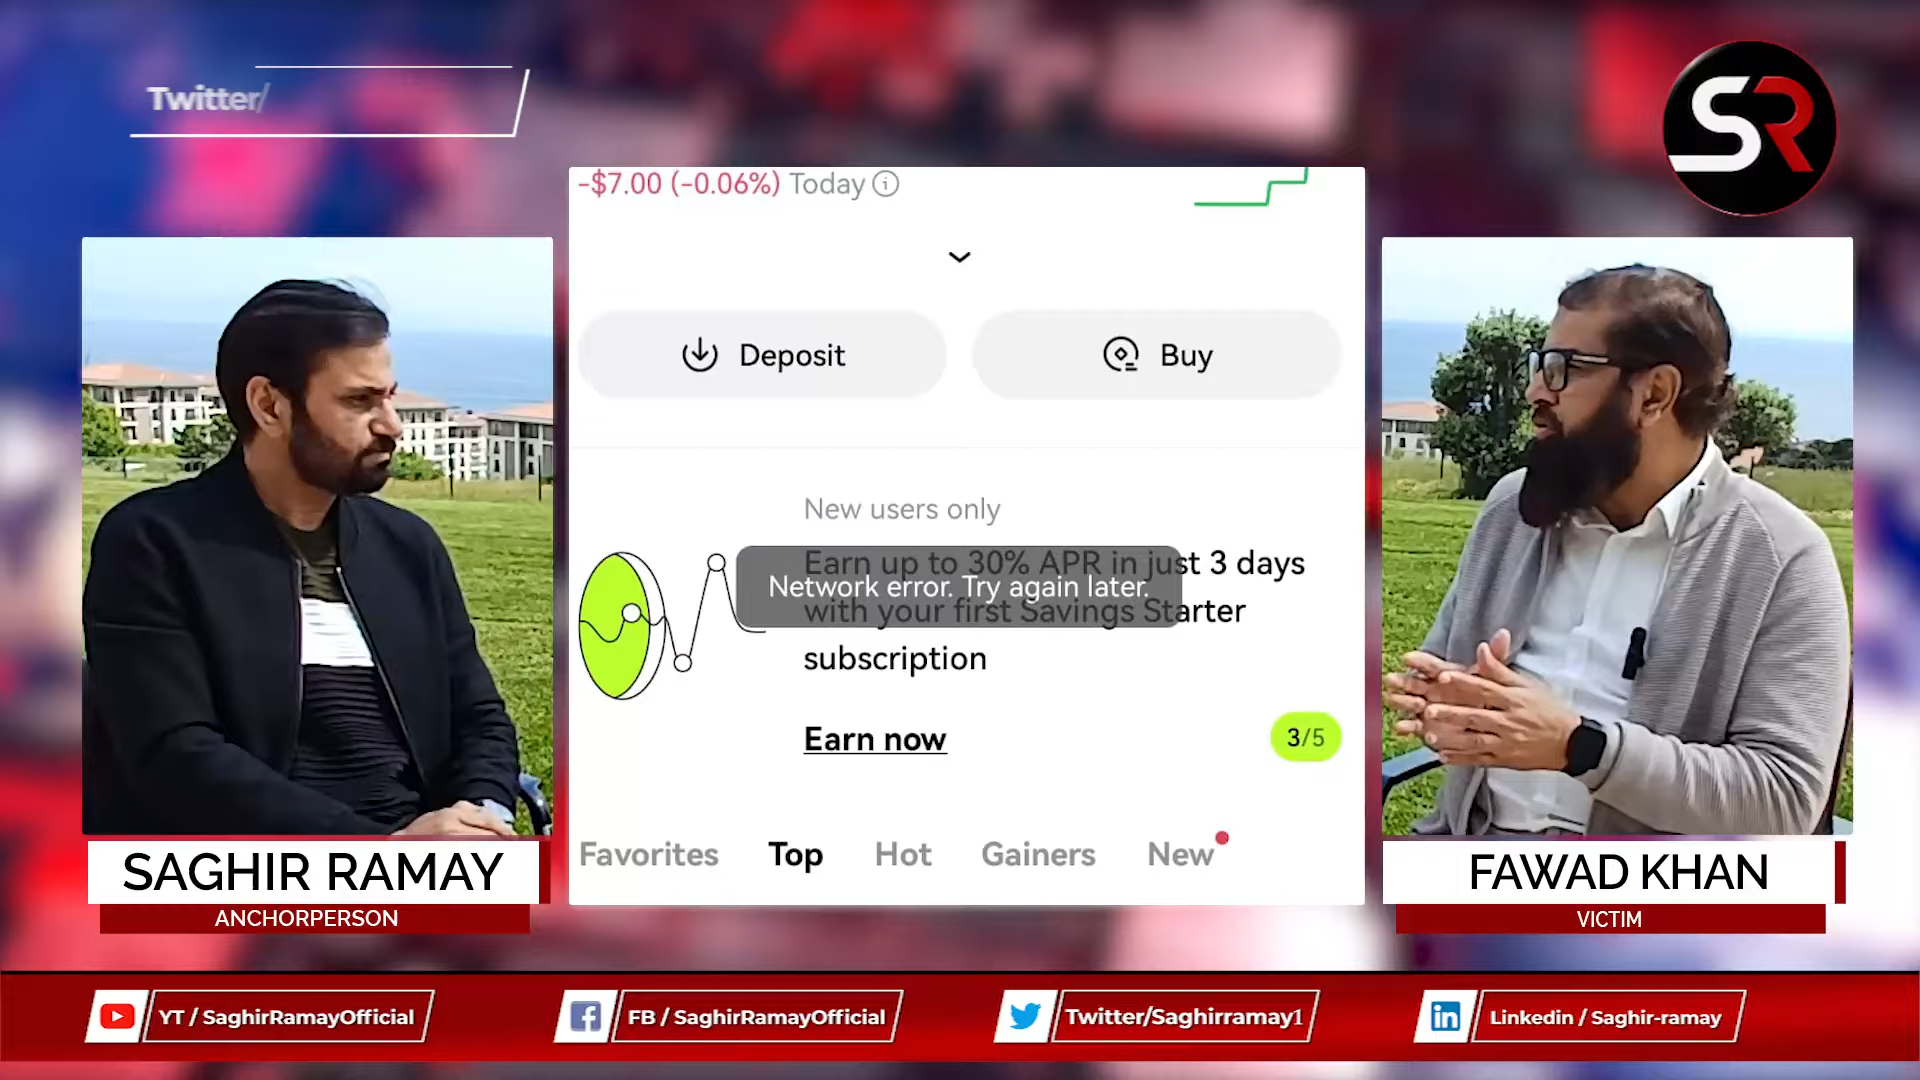 Twitter/
SR
-$7.00 (-0.06%) Today
Deposit
Buy
New users only
Earn up to 30% APR in just 3 days
with your first Savings Starter
subscription
Network error. Try again later.
Earn now
3/5
Favorites Top Hot Gainers New
SAGHIR RAMAY
ANCHORPERSON
FAWAD KHAN
VICTIM
YT / SaghirRamayOfficial
FB / SaghirRamayOfficial
Twitter/Saghirramay1
Linkedin / Saghir-ramay